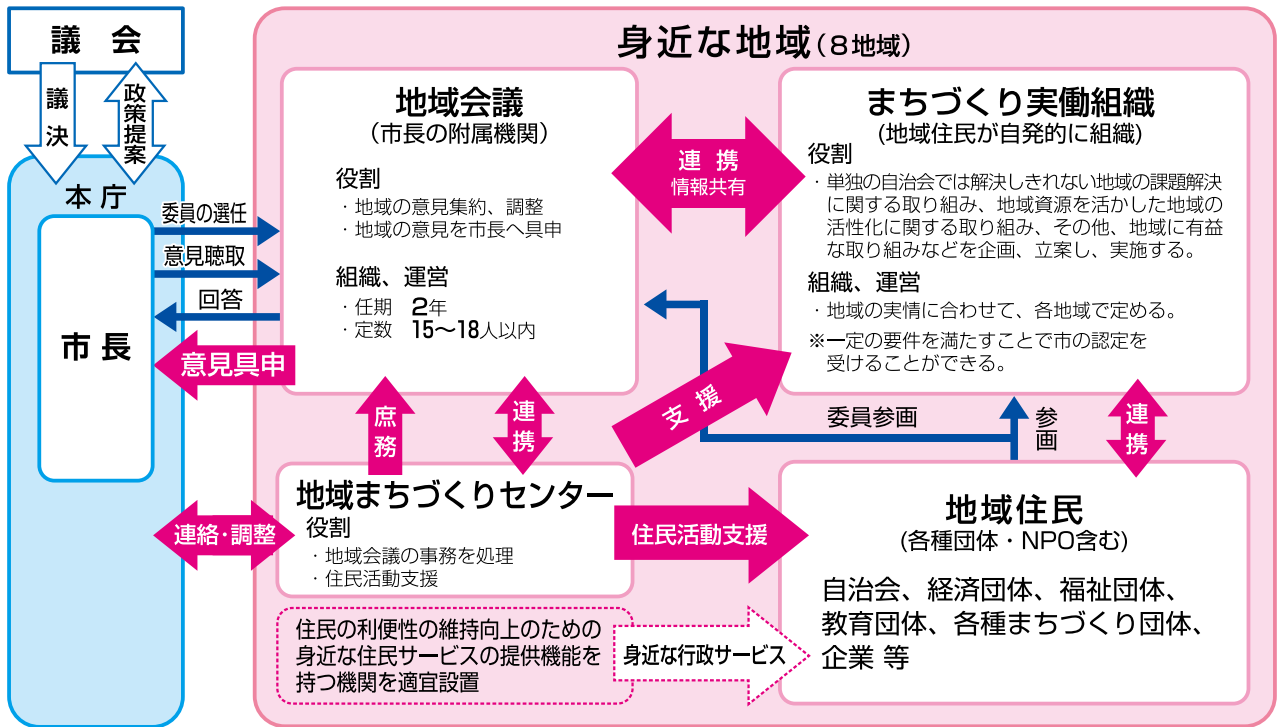 議会
議決
政策提案
本庁
市長
委員の選任
意見聴取
回答
意見具申
連絡・調整
身近な地域(8地域)
地域会議
(市長の附属機関)
役割
・地域の意見集約、調整
・地域の意見を市長へ具申
組織、運営
・任期 2年
・定数 15〜18人以内
連携
情報共有
まちづくり実働組織
(地域住民が自発的に組織)
役割
・単独の自治会では解決しきれない地域の課題解決
に関する取り組み、地域資源を活かした地域の
活性化に関する取り組み、その他、地域に有益
な取り組みなどを企画、立案し、実施する。
組織、運営
・地域の実情に合わせて、各地域で定める。
※一定の要件を満たすことで市の認定を
受けることができる。
庶務
連携
支援
委員参画
参画
連携
地域まちづくりセンター
役割
・地域会議の事務を処理
・住民活動支援
住民活動支援
地域住民
(各種団体・NPO含む)
自治会、経済団体、福祉団体、
教育団体、各種まちづくり団体、
企業 等
住民の利便性の維持向上のための
身近な住民サービスの提供機能を
持つ機関を適宜設置
身近な行政サービス